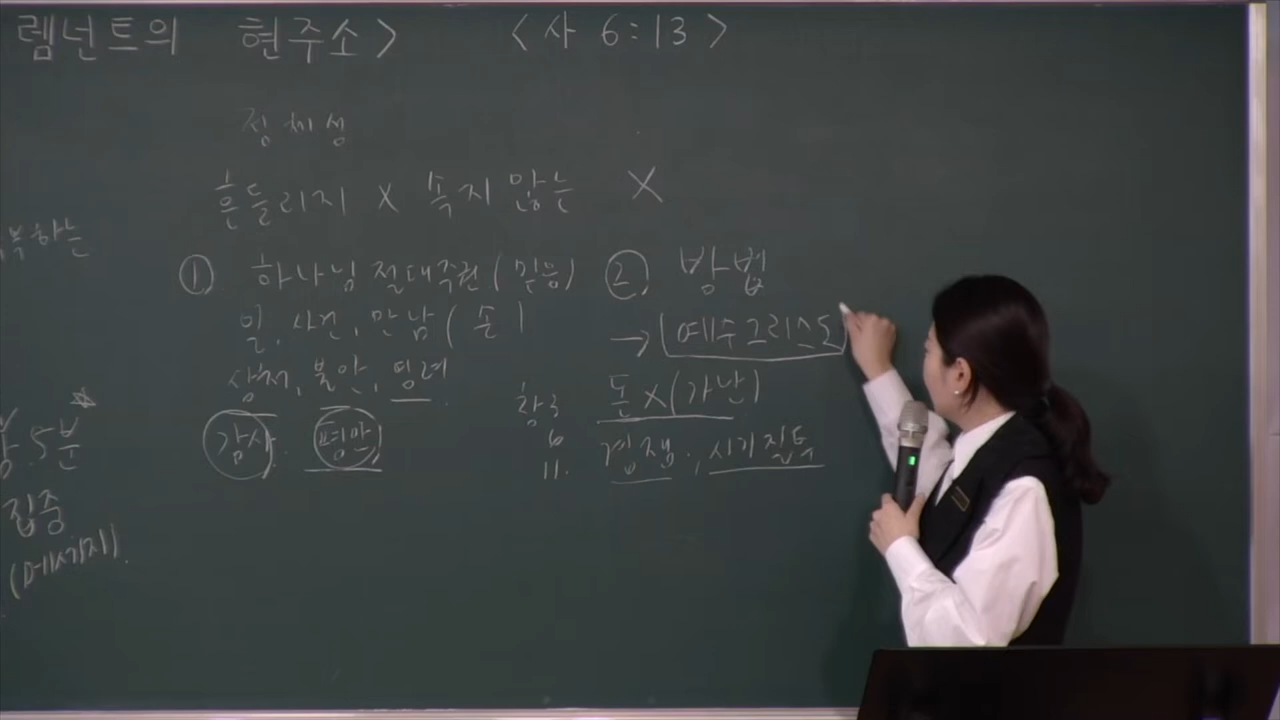 렘넌트의 현주소> <사 6:13>
정체성
흔들리지 X 속지 않는 X
복하는
① 하나님 절대주권 (믿음)
일, 사건, 만남 (손)
상처, 불안, 염려
감사. 평안
② 방법
→ 예수그리스도
돈 X (가난)
경쟁, 시기질투
창 3
6
11.
5분
집중
(메세지)